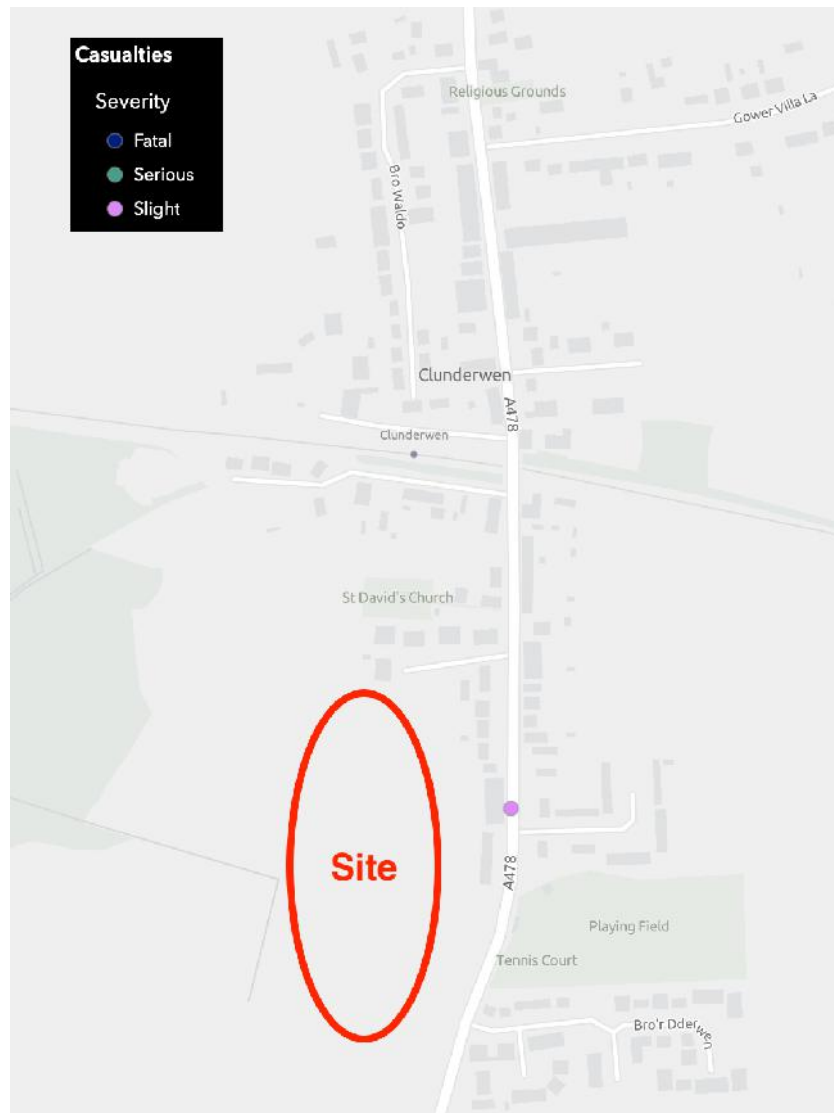 Casualties
Severity
Fatal
Serious
Slight
Religious Grounds
Gower Villa La
Bro Waldo
Clunderwen
A478
Clunderwen
St David's Church
Site
A478
Playing Field
Tennis Court
Bro'r Dderwen